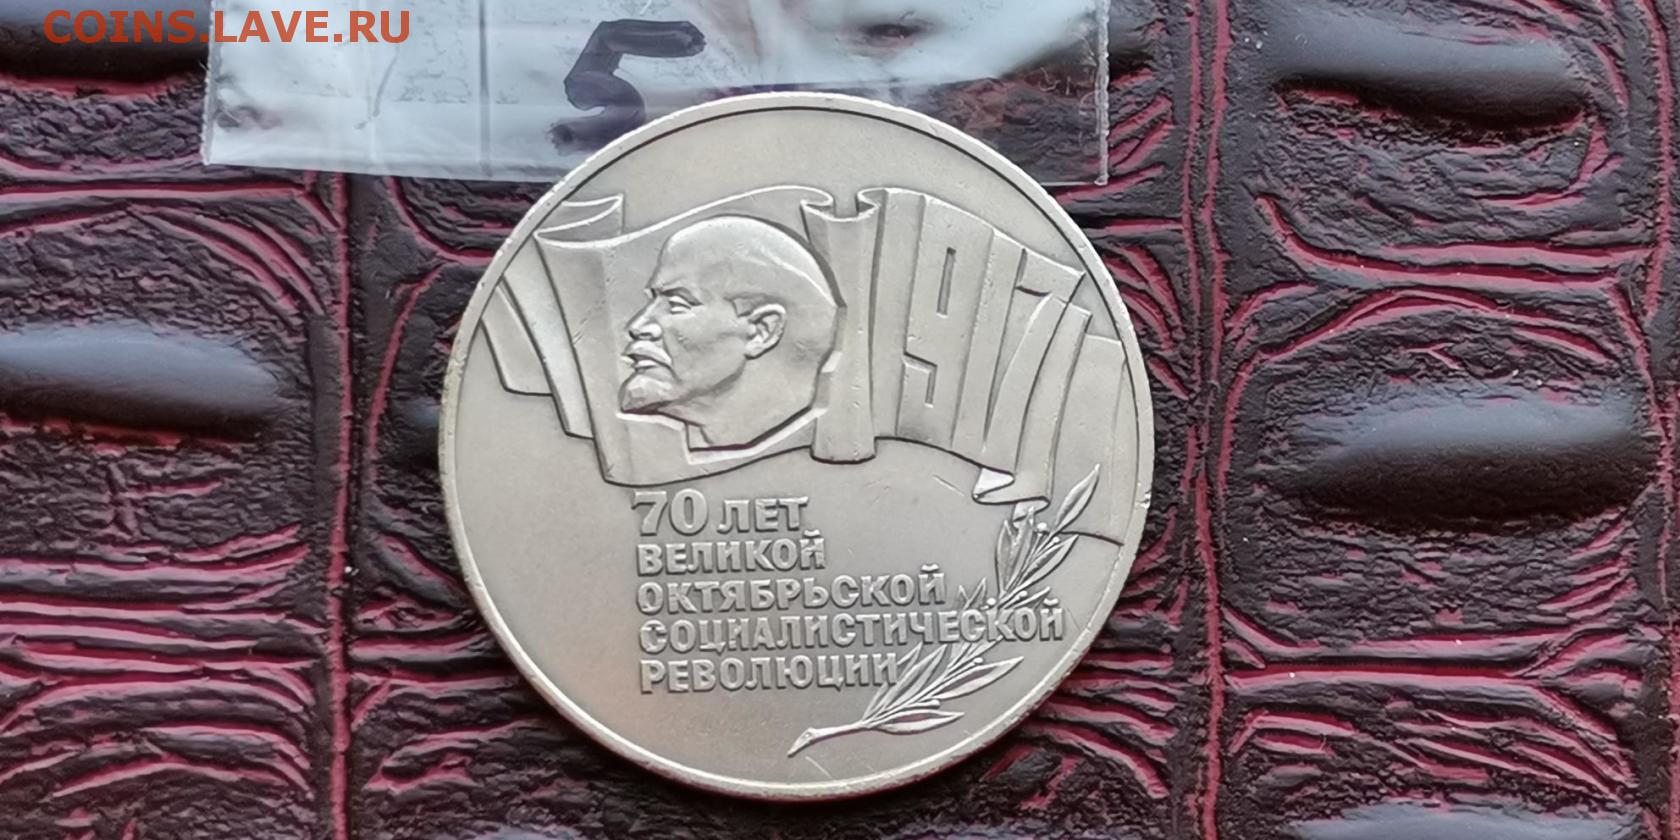 COINS.LAVE.RU
5
1917
70 ЛЕТ
ВЕЛИКОЙ
ОКТЯБРЬСКОЙ
СОЦИАЛИСТИЧЕСКОЙ
РЕВОЛЮЦИИ